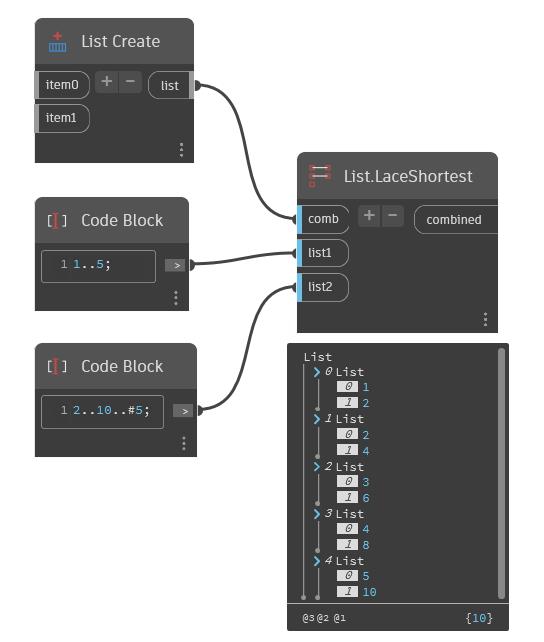 List Create
item0 + - list
item1
Code Block
1 1..5;
>
Code Block
1 2..10..#5;
>
List.LaceShortest
comb + - combined
list1
list2
List
0 List
0 1
1 2
1 List
0 2
1 4
2 List
0 3
1 6
3 List
0 4
1 8
4 List
0 5
1 10
@3 @2 @1 {10}